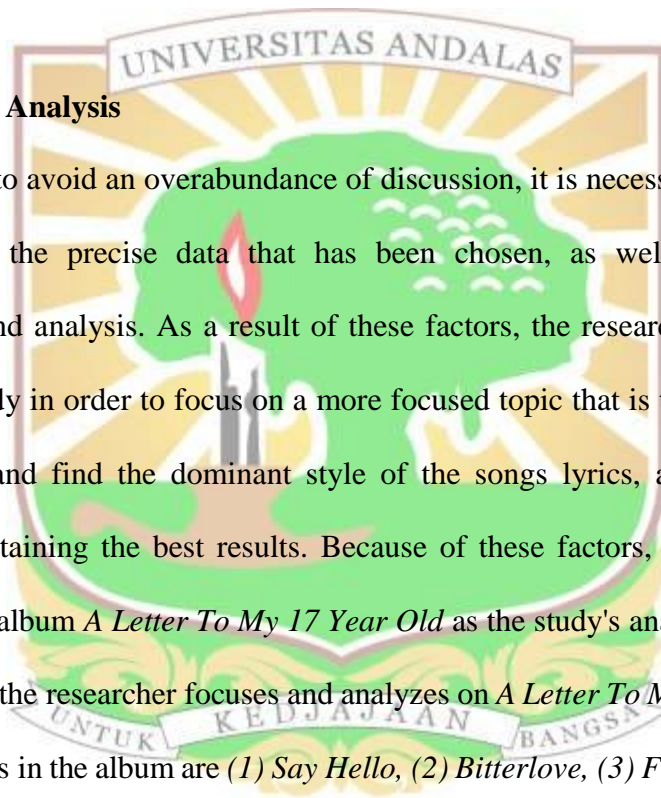 UNIVERSITAS ANDALAS
Analysis
to avoid an overabundance of discussion, it is necess
the precise data that has been chosen, as wel
nd analysis. As a result of these factors, the resear
dy in order to focus on a more focused topic that is
and find the dominant style of the songs lyrics, a
taining the best results. Because of these factors,
album A Letter To My 17 Year Old as the study's ana
the researcher focuses and analyzes on A Letter To M
s in the album are (1) Say Hello, (2) Bitterlove, (3) F
UNTUK KEDJAJAAN BANGSA